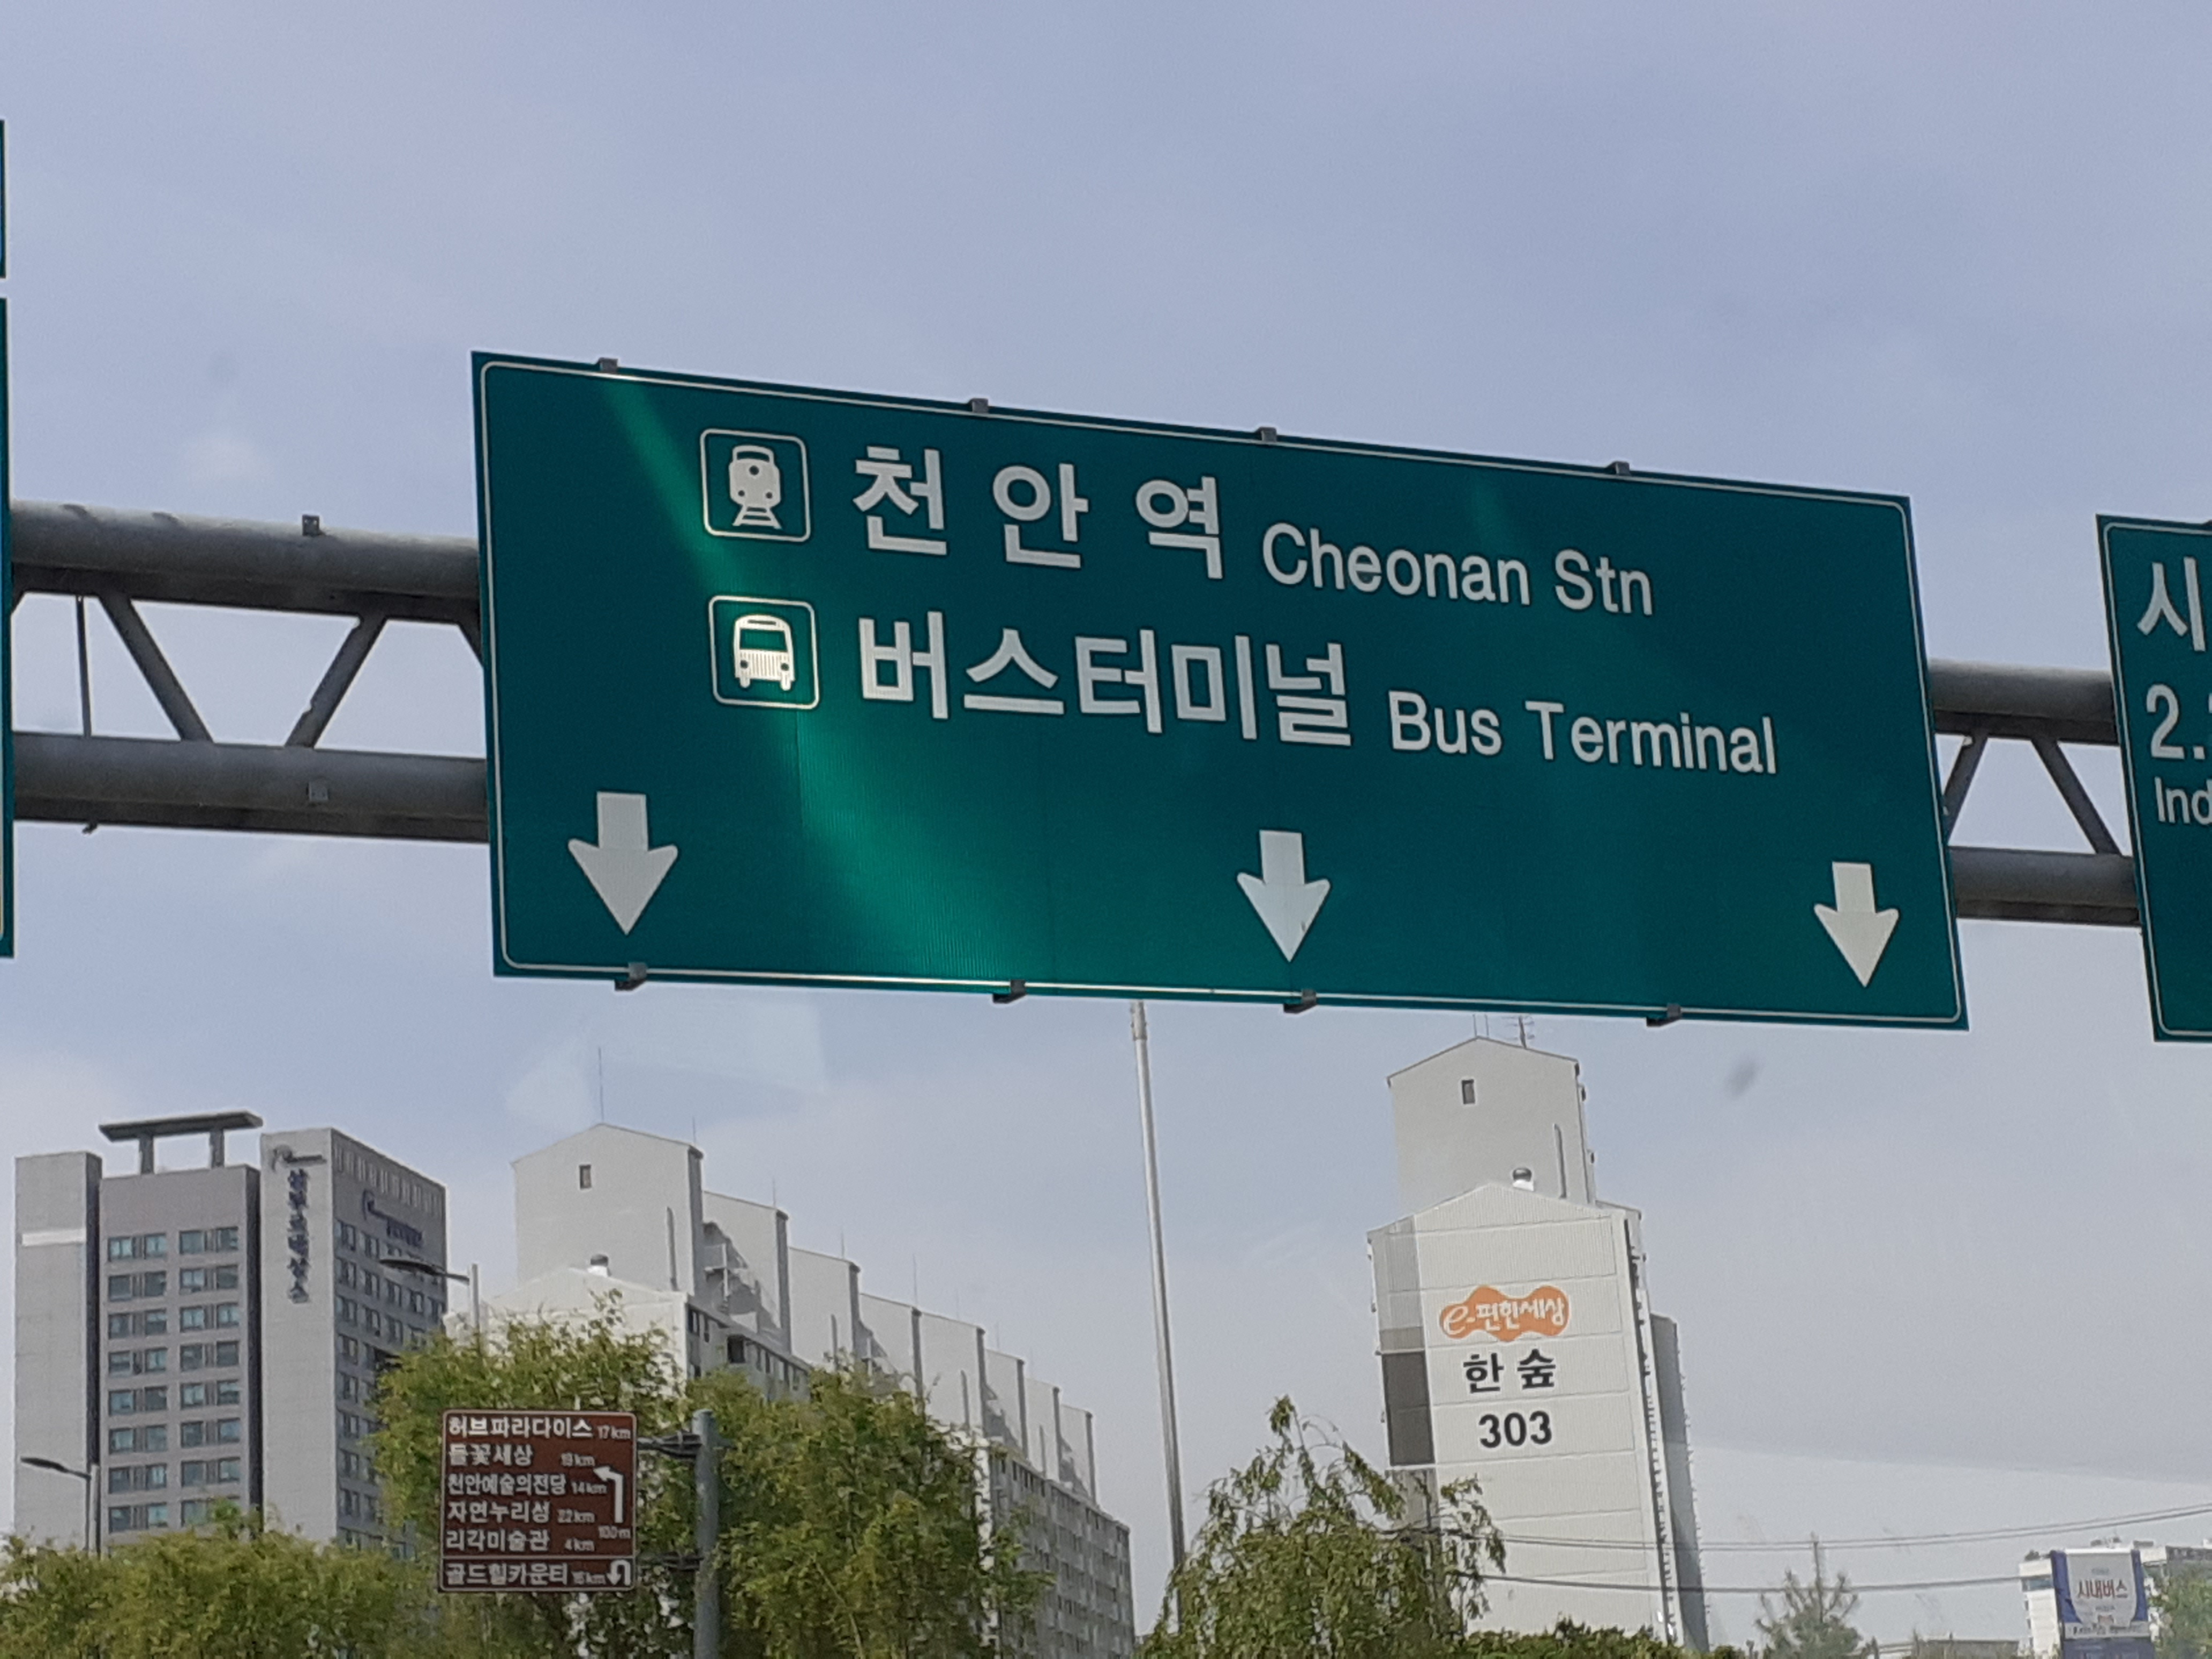 천안역 Cheonan Stn
버스터미널 Bus Terminal
시
2.
Ind
e-편한세상
한숲
303
허브파라다이스 17km
들꽃세상 19km
천안예술의전당 14km
자연누리성 22km
100m
리각미술관 4km
골드힐카운티 15km
시내버스